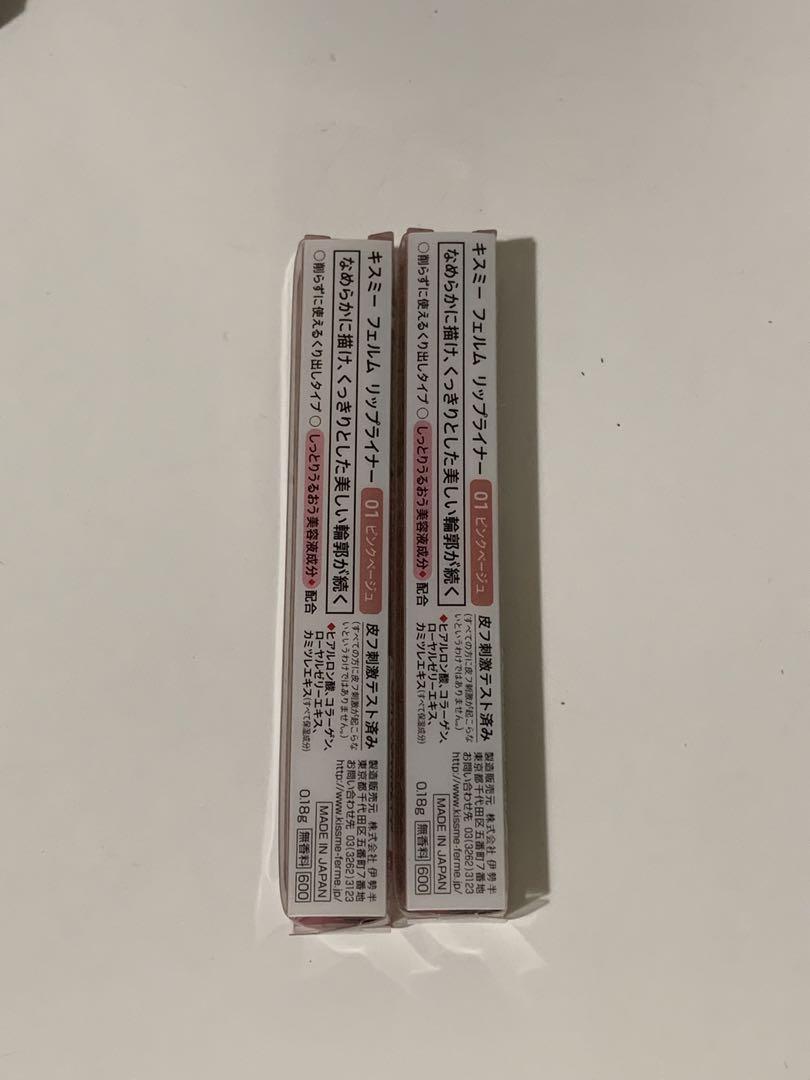 キスミー フェルム リップライナー 01 ピンクベージュ
なめらかに描け、くっきりとした美しい輪郭が続く
○削らずに使えるくり出しタイプ ○しっとりうるおう美容液成分◆配合
皮フ刺激テスト済み
(すべての方に皮フ刺激が起こらな
いというわけではありません。)
◆ヒアルロン酸、コラーゲン、
ローヤルゼリーエキス、
カミツレエキス(すべて保湿成分)
製造販売元 株式会社 伊勢半
東京都千代田区五番町7番地
お問い合わせ先 03(3262)3123
http://www.kissme-ferme.jp/
MADE IN JAPAN
0.18g 無香料 600
キスミー フェルム リップライナー 01 ピンクベージュ
なめらかに描け、くっきりとした美しい輪郭が続く
○削らずに使えるくり出しタイプ ○しっとりうるおう美容液成分◆配合
皮フ刺激テスト済み
(すべての方に皮フ刺激が起こらな
いというわけではありません。)
◆ヒアルロン酸、コラーゲン、
ローヤルゼリーエキス、
カミツレエキス(すべて保湿成分)
製造販売元 株式会社 伊勢半
東京都千代田区五番町7番地
お問い合わせ先 03(3262)3123
http://www.kissme-ferme.jp/
MADE IN JAPAN
0.18g 無香料 600